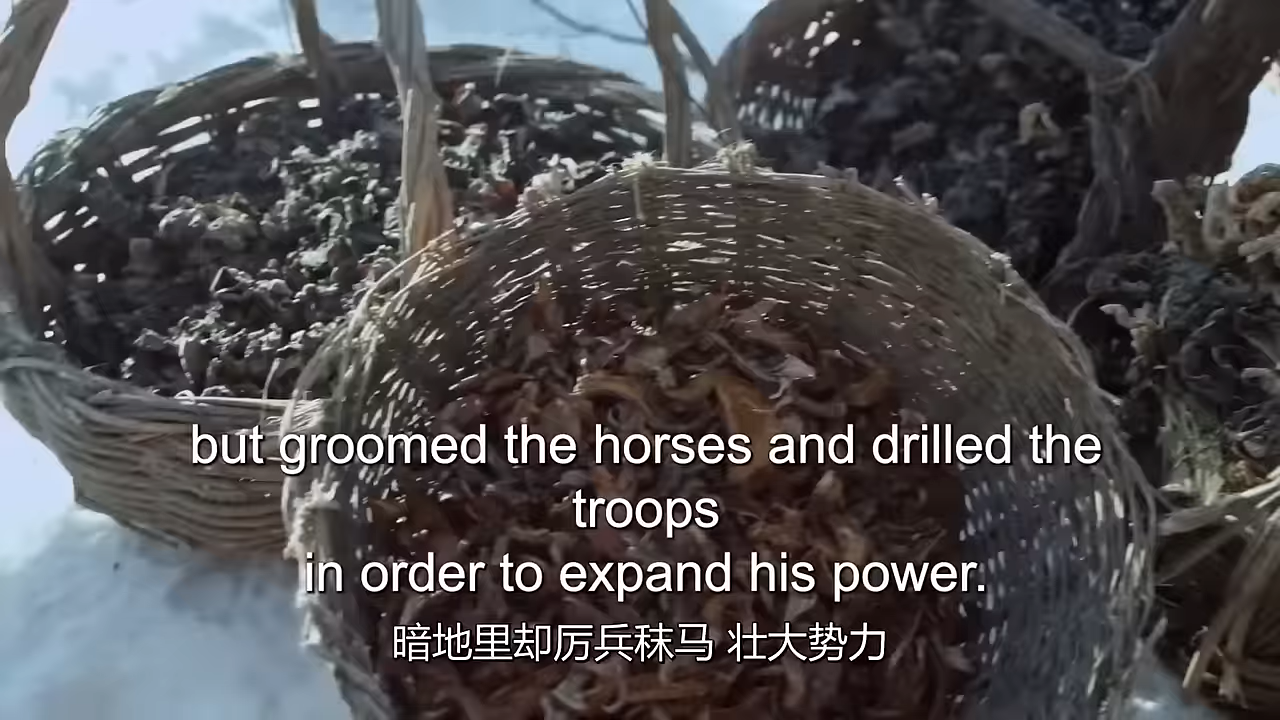 but groomed the horses and drilled the
troops
in order to expand his power.
暗地里却厉兵秣马 壮大势力